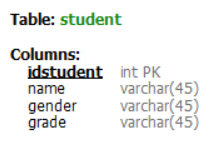 Table: student
Columns:
idstudent int PK
name varchar(45)
gender varchar(45)
grade varchar(45)